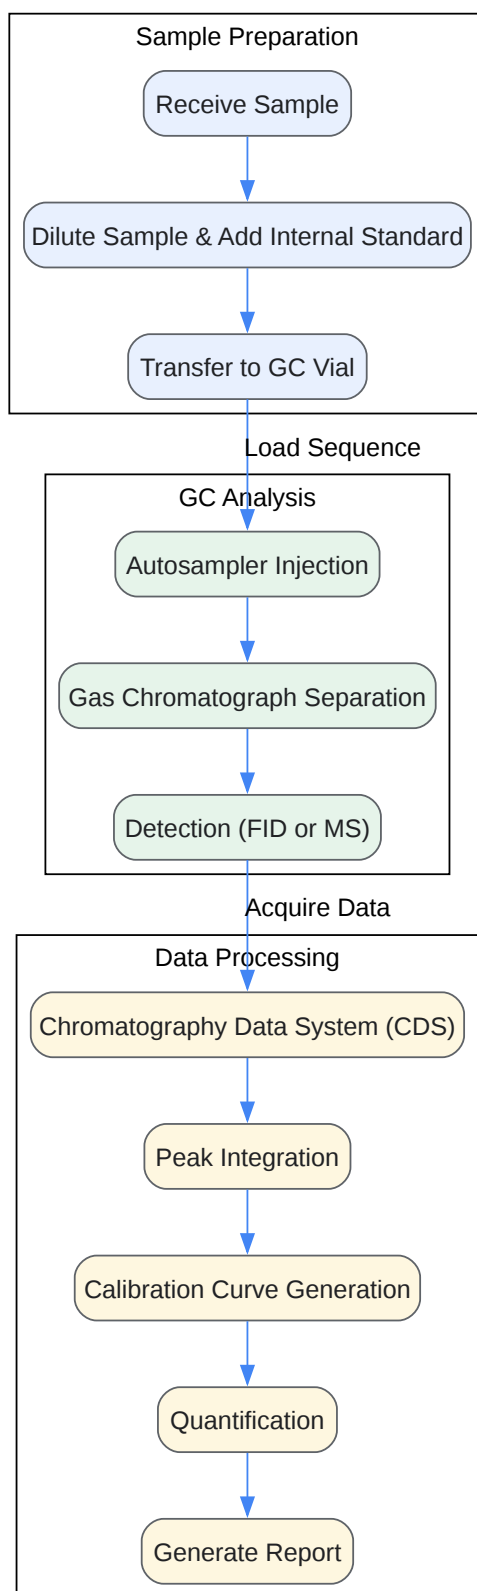 Sample Preparation
Receive Sample
Dilute Sample & Add Internal Standard
Transfer to GC Vial
Load Sequence
GC Analysis
Autosampler Injection
Gas Chromatograph Separation
Detection (FID or MS)
Acquire Data
Data Processing
Chromatography Data System (CDS)
Peak Integration
Calibration Curve Generation
Quantification
Generate Report